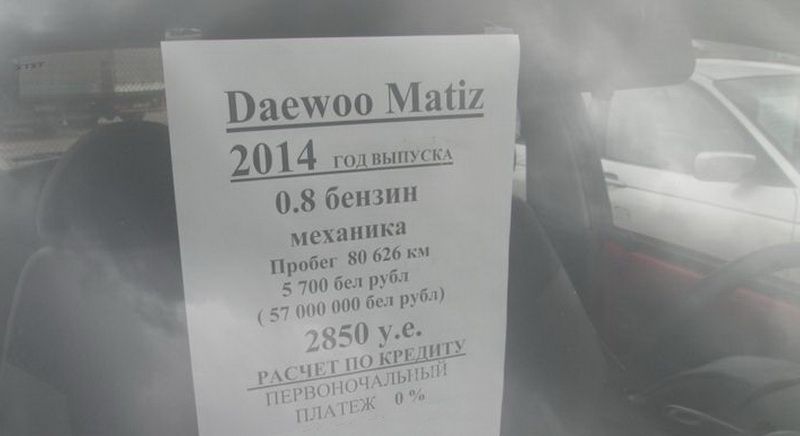 Daewoo Matiz
2014 ГОД ВЫПУСКА
0.8 бензин
механика
Пробег 80 626 км
5 700 бел рубл
( 57 000 000 бел рубл)
2850 у.е.
РАСЧЕТ ПО КРЕДИТУ
ПЕРВОНОЧАЛЬНЫЙ
ПЛАТЕЖ 0 %